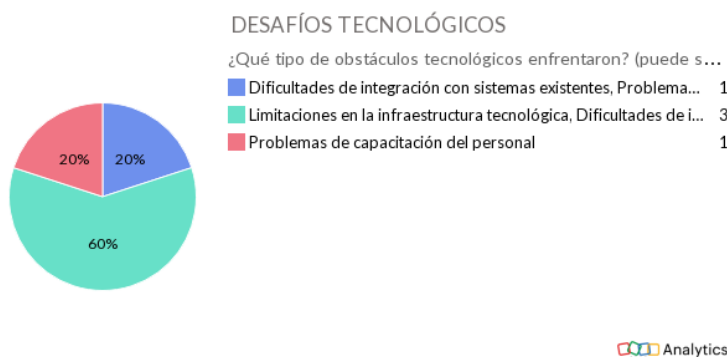 DESAFÍOS TECNOLÓGICOS
¿Qué tipo de obstáculos tecnológicos enfrentaron? (puede s...
Dificultades de integración con sistemas existentes, Problema... 1
Limitaciones en la infraestructura tecnológica, Dificultades de i... 3
Problemas de capacitación del personal 1
20% 20%
60%
Analytics